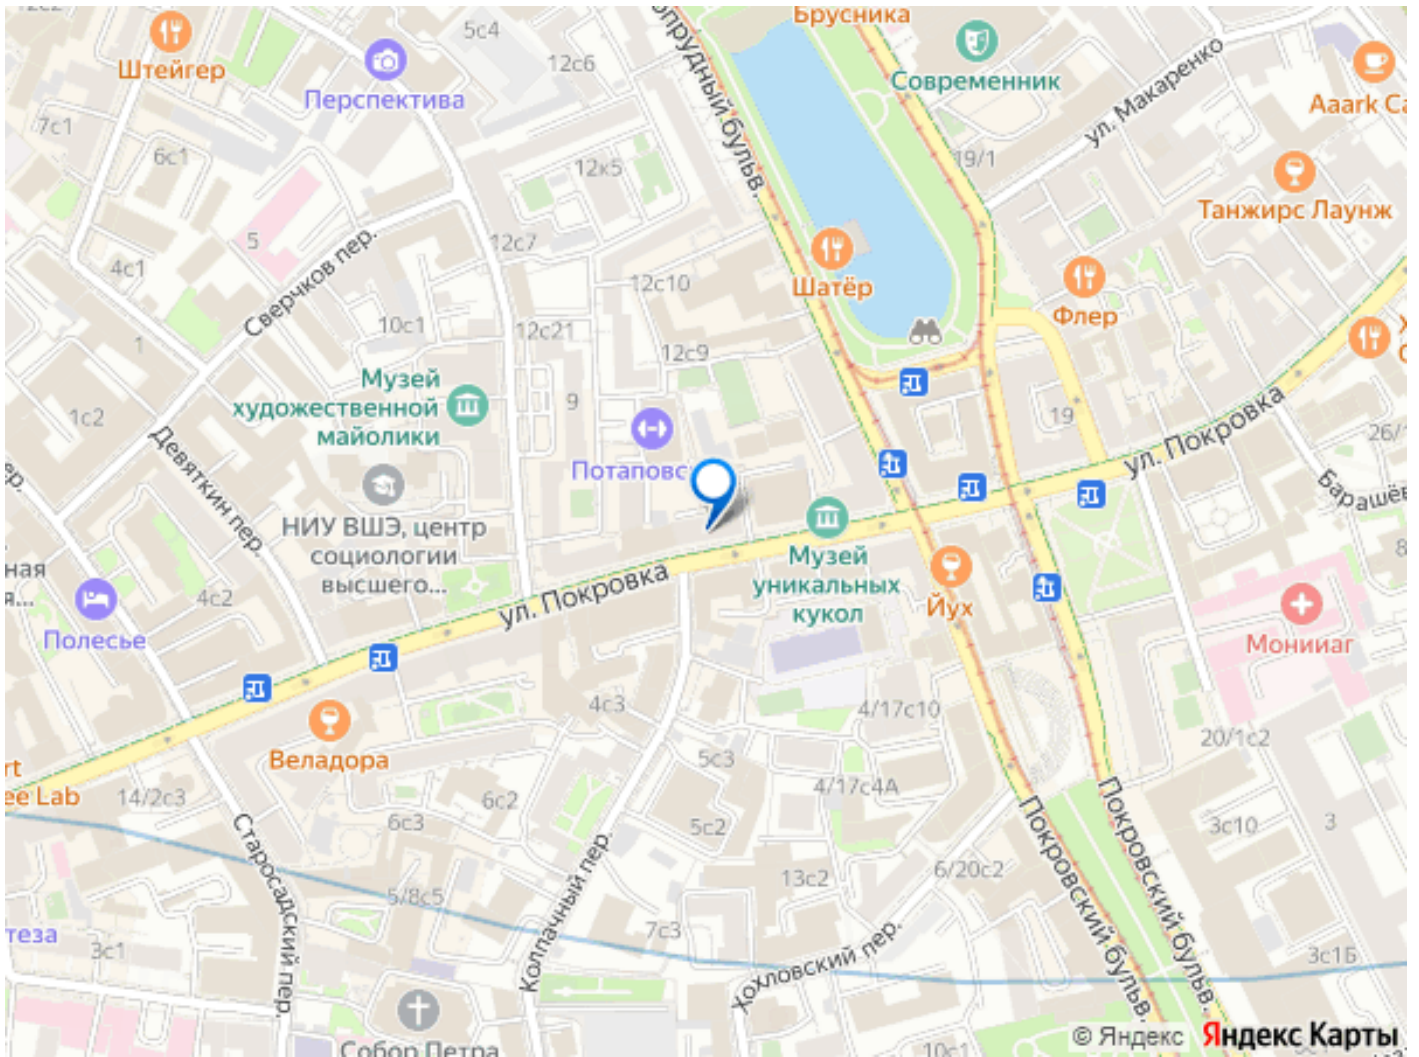 5с4
Брусника
Штейгер
12с6
Современник
Перспектива
ул. Макаренко
7с1
6с1
12к5
19/1
Танжирс Лаунж
Сверчков пер.
5
12с7
4с1
12с10
Шатёр
Флер
10с1
12с21
1
12с9
Музей
художественной
майолики
9
19
1с2
ул. Покровка
26/1
Девяткин пер.
НИУ ВШЭ, центр
социологии
высшего...
Музей
уникальных
кукол
ул. Покровка
Йух
4с2
Полесье
Монииаг
4с3
4/17с10
Веладора
5с3
20/1с2
ee Lab
14/2с3
6с2
4/17с4А
6с3
5с2
3с10
3
Старосадский пер.
Колпачный пер.
Покровский бульв.
Покровский бульв.
13с2
6/20с2
5/8с5
7с3
3с1
Хохловский пер.
3с1Б
Собор Петра
10с1
© Яндекс
Яндекс Карты